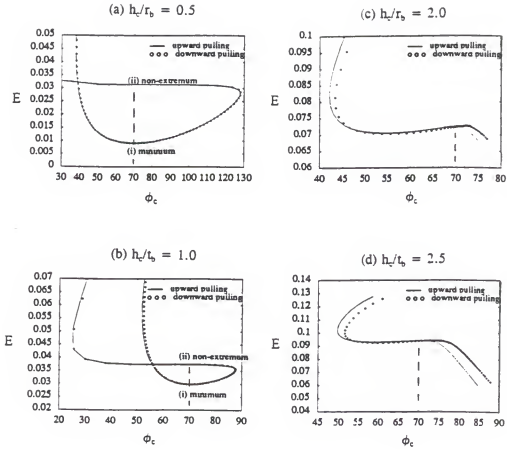 (a) h_c/r_b = 0.5
upward pulling
downward pulling
(ii) non-extremum
(i) minimum
E
0.05
0.045
0.04
0.035
0.03
0.025
0.02
0.015
0.01
0.005
0
30 40 50 60 70 80 90 100 110 120 130
ϕ_c
(c) h_c/r_b = 2.0
upward pulling
downward pulling
E
0.1
0.095
0.09
0.085
0.08
0.075
0.07
0.065
0.06
40 45 50 55 60 65 70 75 80
ϕ_c
(b) h_c/r_b = 1.0
upward pulling
downward pulling
(ii) non-extremum
(i) minimum
E
0.07
0.065
0.06
0.055
0.05
0.045
0.04
0.035
0.03
0.025
0.02
20 30 40 50 60 70 80 90
ϕ_c
(d) h_c/r_b = 2.5
upward pulling
downward pulling
E
0.14
0.13
0.12
0.11
0.1
0.09
0.08
0.07
0.06
0.05
0.04
45 50 55 60 65 70 75 80 85 90
ϕ_c